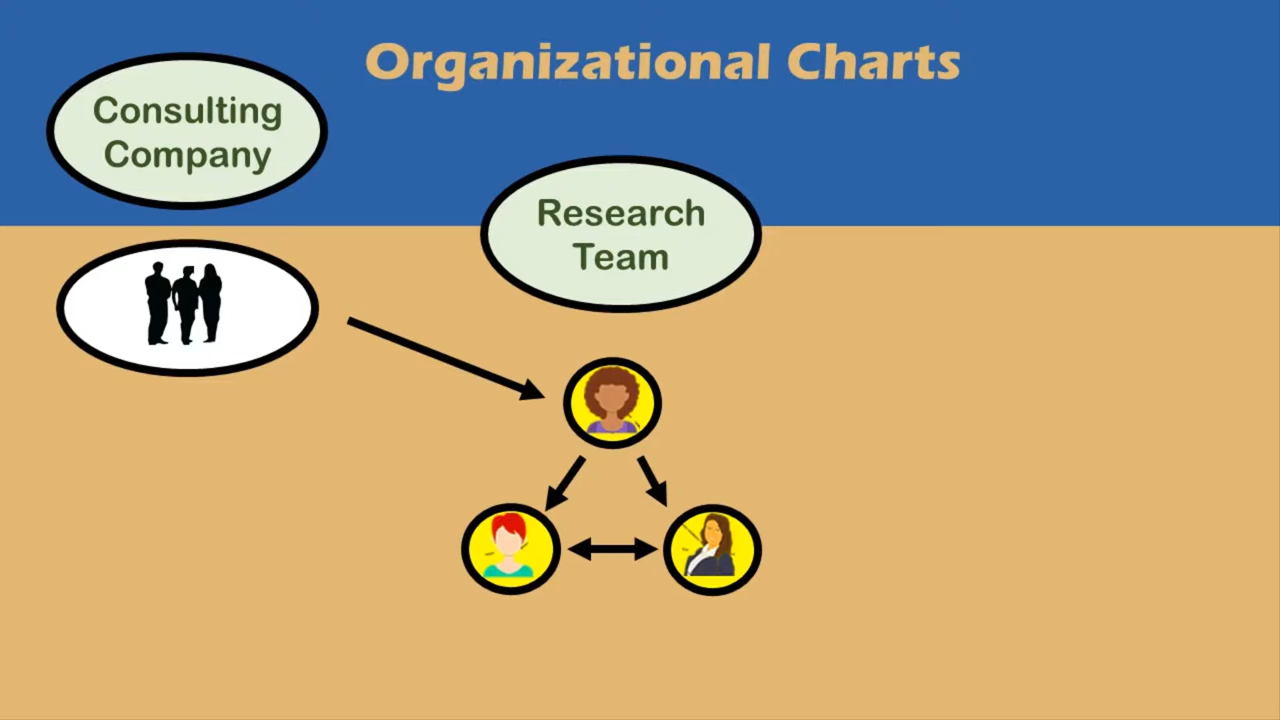 Organizational Charts
Consulting
Company
Research
Team